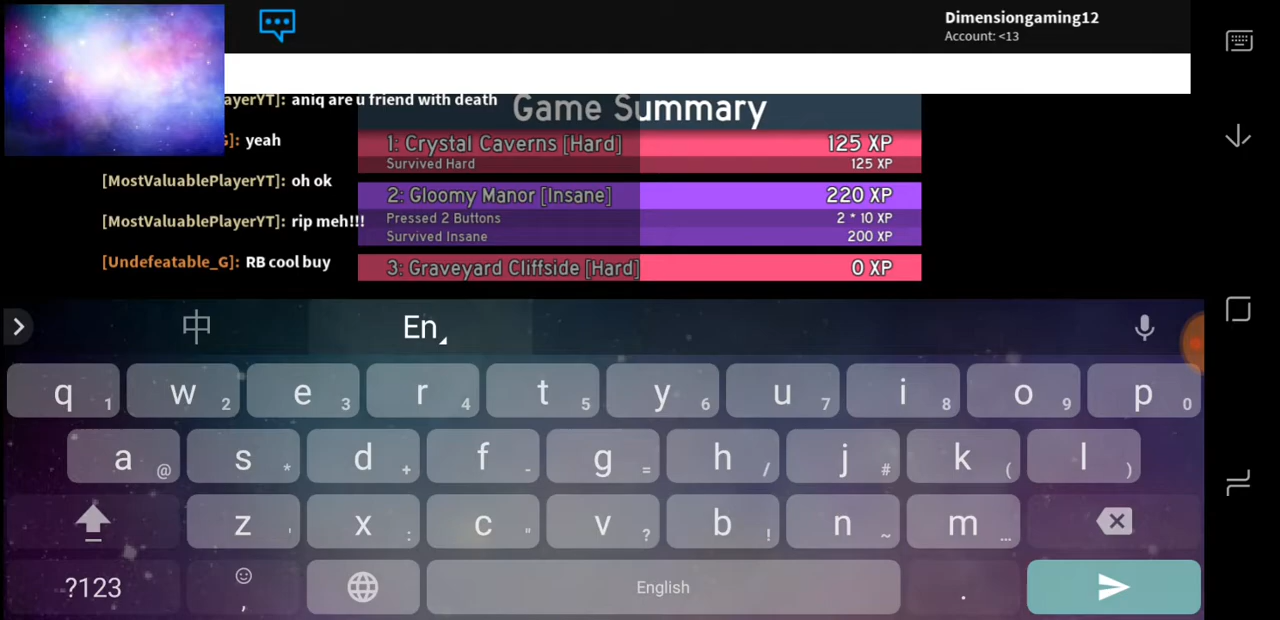 Dimensiongaming12
Account: <13
ayerYT]: aniq are u friend with death
G]: yeah
[MostValuablePlayerYT]: oh ok
[MostValuablePlayerYT]: rip meh!!!
[Undefeatable_G]: RB cool buy
Game Summary
1: Crystal Caverns [Hard] 125 XP
Survived Hard 125 XP
2: Gloomy Manor [Insane] 220 XP
Pressed 2 Buttons 2 * 10 XP
Survived Insane 200 XP
3: Graveyard Cliffside [Hard] 0 XP
中 En
q 1 w 2 e 3 r 4 t 5 y 6 u 7 i 8 o 9 p 0
a @ s * d + f - g = h / j # k ( l )
z ' x : c " v ? b ! n ~ m ...
?123 , English .